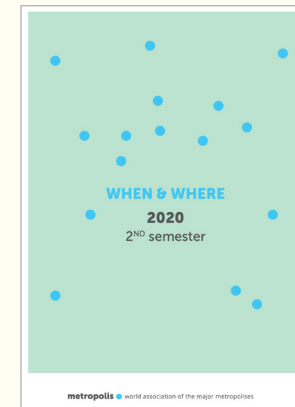 WHEN & WHERE
2020
2ND semester
metropolis world association of the major metropolises